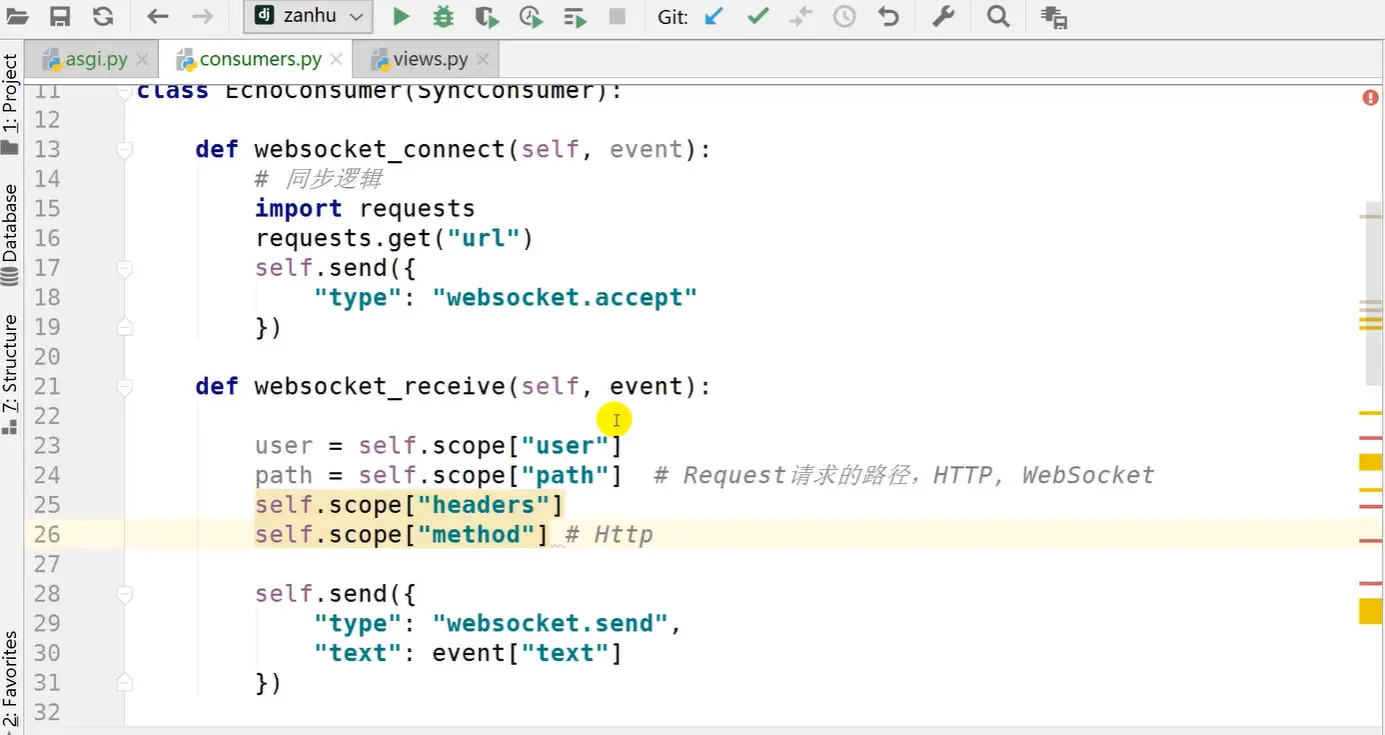 zanhu
Git:
asgi.py
consumers.py
views.py
1: Project
Database
7: Structure
2: Favorites
11 class EchoConsumer(SyncConsumer):
12
13 def websocket_connect(self, event):
14 # 同步逻辑
15 import requests
16 requests.get("url")
17 self.send({
18 "type": "websocket.accept"
19 })
20
21 def websocket_receive(self, event):
22
23 user = self.scope["user"]
24 path = self.scope["path"] # Request请求的路径，HTTP, WebSocket
25 self.scope["headers"]
26 self.scope["method"] # Http
27
28 self.send({
29 "type": "websocket.send",
30 "text": event["text"]
31 })
32